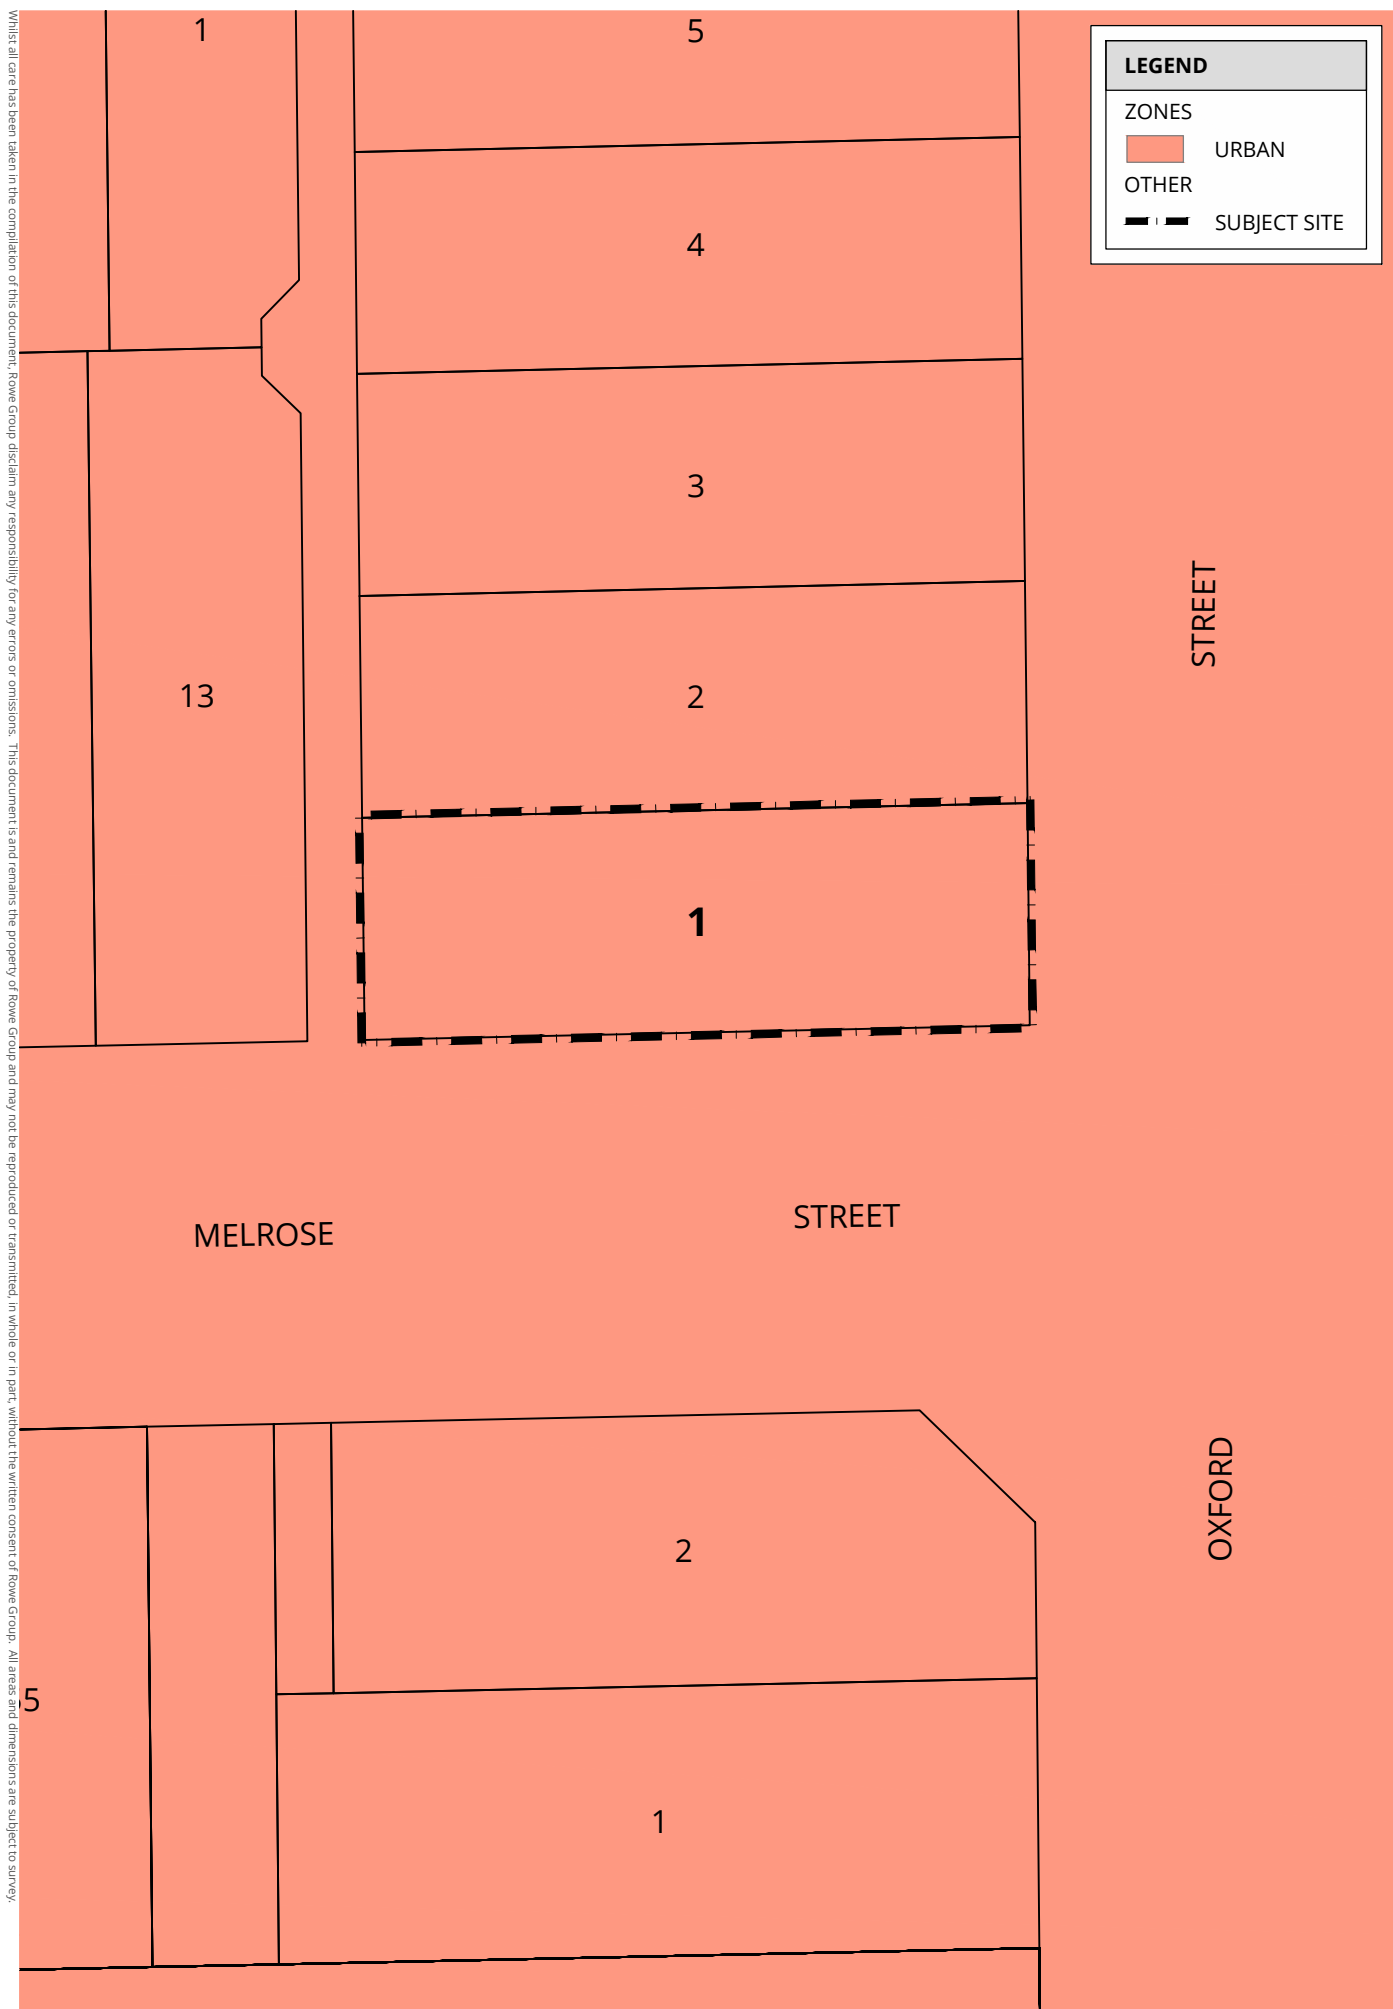 1
5
LEGEND
ZONES
URBAN
OTHER
SUBJECT SITE
4
3
STREET
13
2
1
MELROSE
STREET
OXFORD
2
5
1
Whilst all care has been taken in the compilation of this document, Rowe Group disclaim any responsibility for any errors or omissions. This document is and remains the property of Rowe Group and may not be reproduced or transmitted, in whole or in part, without the written consent of Rowe Group. All areas and dimensions are subject to survey.